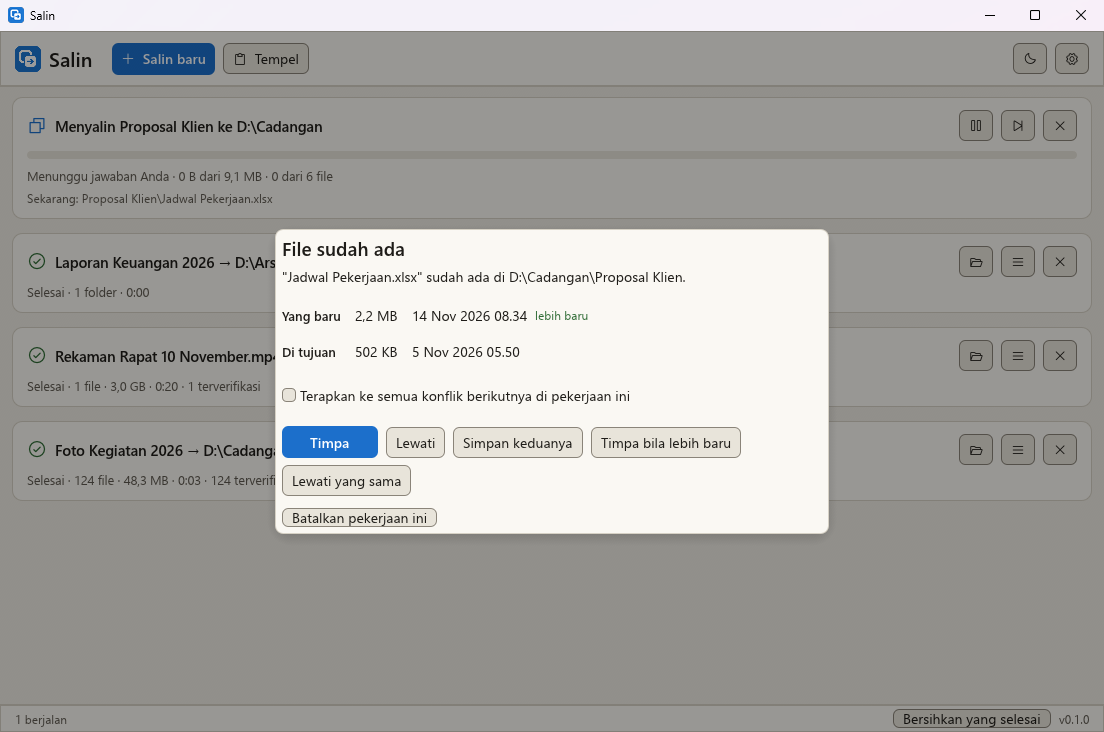 Salin
Salin
Salin baru
Tempel
Menyalin Proposal Klien ke D:\Cadangan
Menunggu jawaban Anda · 0 B dari 9,1 MB · 0 dari 6 file
Sekarang: Proposal Klien\Jadwal Pekerjaan.xlsx
Laporan Keuangan 2026 → D:\Ars
Selesai · 1 folder · 0:00
Rekaman Rapat 10 November.mp4
Selesai · 1 file · 3,0 GB · 0:20 · 1 terverifikasi
Foto Kegiatan 2026 → D:\Cadanga
Selesai · 124 file · 48,3 MB · 0:03 · 124 terverifi
File sudah ada
"Jadwal Pekerjaan.xlsx" sudah ada di D:\Cadangan\Proposal Klien.
Yang baru 2,2 MB 14 Nov 2026 08.34 lebih baru
Di tujuan 502 KB 5 Nov 2026 05.50
Terapkan ke semua konflik berikutnya di pekerjaan ini
Timpa Lewati Simpan keduanya Timpa bila lebih baru
Lewati yang sama
Batalkan pekerjaan ini
1 berjalan
Bersihkan yang selesai v0.1.0